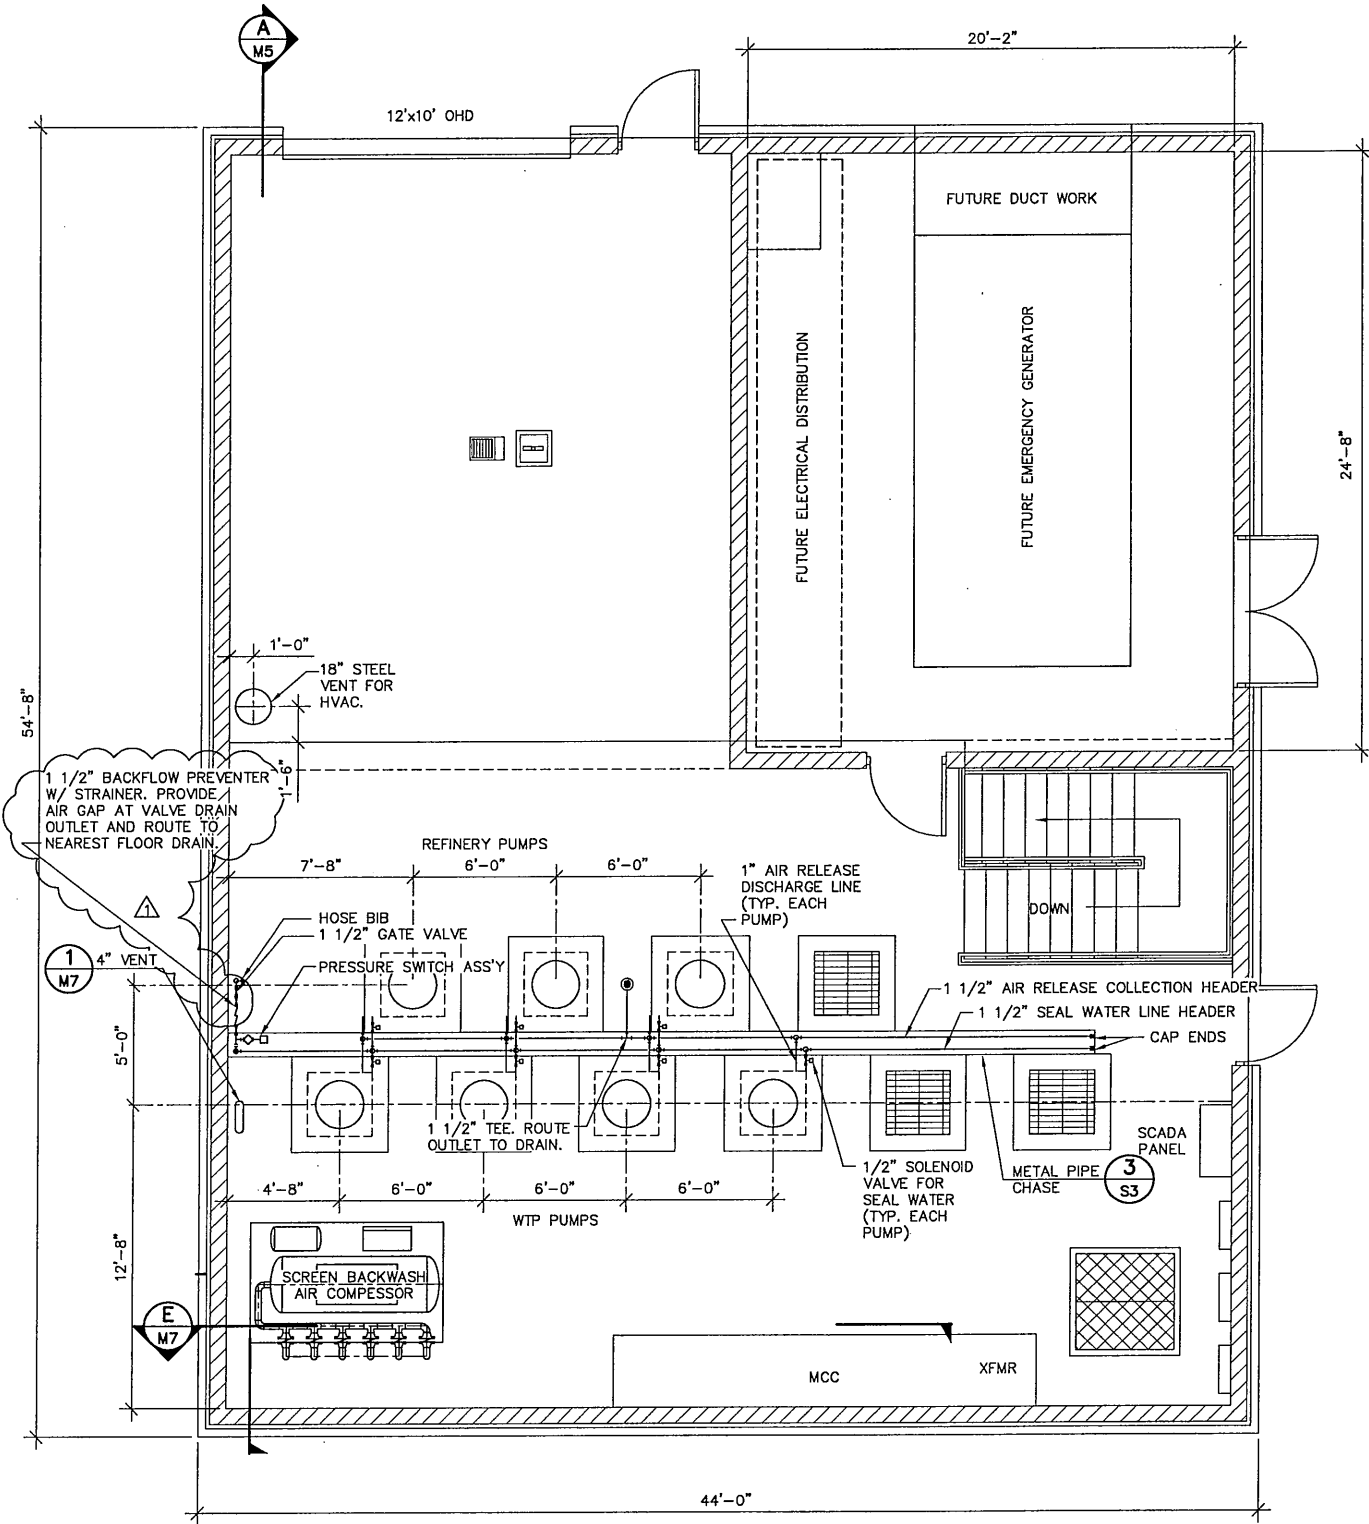 A
M5
20'-2"
12'x10' OHD
FUTURE DUCT WORK
FUTURE ELECTRICAL DISTRIBUTION
FUTURE EMERGENCY GENERATOR
24'-8"
54'-8"
1'-0"
18" STEEL
VENT FOR
HVAC.
1'-6"
1 1/2" BACKFLOW PREVENTER
W/ STRAINER. PROVIDE
AIR GAP AT VALVE DRAIN
OUTLET AND ROUTE TO
NEAREST FLOOR DRAIN.
1
REFINERY PUMPS
7'-8"
6'-0"
6'-0"
1" AIR RELEASE
DISCHARGE LINE
(TYP. EACH
PUMP)
DOWN
HOSE BIB
1 1/2" GATE VALVE
PRESSURE SWITCH ASS'Y
1
M7
4" VENT
5'-0"
1 1/2" AIR RELEASE COLLECTION HEADER
1 1/2" SEAL WATER LINE HEADER
CAP ENDS
1 1/2" TEE. ROUTE
OUTLET TO DRAIN.
SCADA
PANEL
1/2" SOLENOID
VALVE FOR
SEAL WATER
(TYP. EACH
PUMP)
METAL PIPE
CHASE
3
S3
4'-8"
6'-0"
6'-0"
6'-0"
WTP PUMPS
12'-8"
SCREEN BACKWASH
AIR COMPESSOR
E
M7
MCC
XFMR
44'-0"